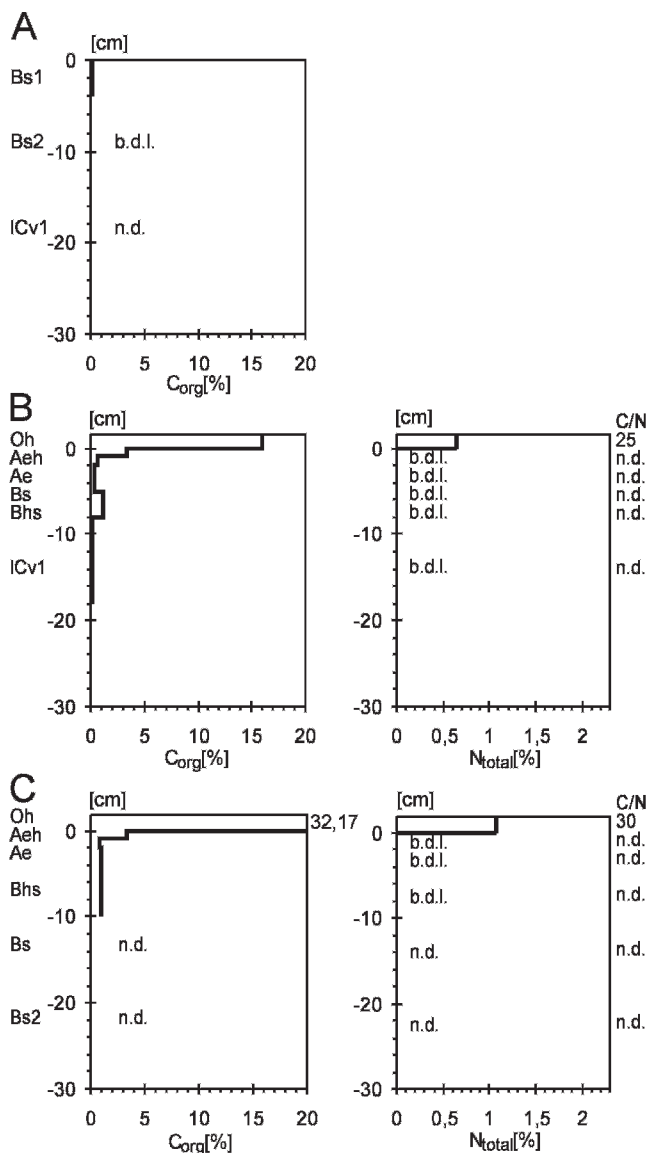 A
[cm]
0
Bs1
Bs2
-10
b.d.l.
lCv1
n.d.
-20
-30
0 5 10 15 20
Corg[%]
B
[cm]
Oh
0
Aeh
Ae
Bs
Bhs
-10
lCv1
-20
-30
0 5 10 15 20
Corg[%]
[cm]
C/N
25
0
b.d.l. n.d.
b.d.l. n.d.
b.d.l. n.d.
b.d.l. n.d.
-10
b.d.l. n.d.
-20
-30
0 0,5 1 1,5 2
Ntotal[%]
C
[cm]
Oh
32,17
0
Aeh
Ae
Bhs
-10
Bs
n.d.
-20
Bs2
n.d.
-30
0 5 10 15 20
Corg[%]
[cm]
C/N
30
0
b.d.l. n.d.
b.d.l. n.d.
b.d.l. n.d.
-10
n.d. n.d.
-20
n.d. n.d.
-30
0 0,5 1 1,5 2
Ntotal[%]